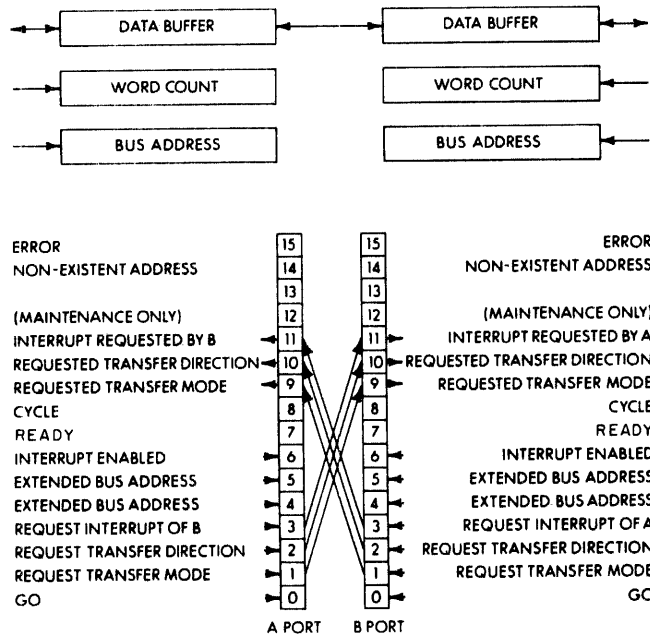 DATA BUFFER DATA BUFFER
WORD COUNT WORD COUNT
BUS ADDRESS BUS ADDRESS
ERROR 15 15 ERROR
NON-EXISTENT ADDRESS 14 14 NON-EXISTENT ADDRESS
13 13
(MAINTENANCE ONLY) 12 12 (MAINTENANCE ONLY)
INTERRUPT REQUESTED BY B 11 11 INTERRUPT REQUESTED BY A
REQUESTED TRANSFER DIRECTION 10 10 REQUESTED TRANSFER DIRECTION
REQUESTED TRANSFER MODE 9 9 REQUESTED TRANSFER MODE
CYCLE 8 8 CYCLE
READY 7 7 READY
INTERRUPT ENABLED 6 6 INTERRUPT ENABLED
EXTENDED BUS ADDRESS 5 5 EXTENDED BUS ADDRESS
EXTENDED BUS ADDRESS 4 4 EXTENDED BUS ADDRESS
REQUEST INTERRUPT OF B 3 3 REQUEST INTERRUPT OF A
REQUEST TRANSFER DIRECTION 2 2 REQUEST TRANSFER DIRECTION
REQUEST TRANSFER MODE 1 1 REQUEST TRANSFER MODE
GO 0 0 GO
A PORT B PORT